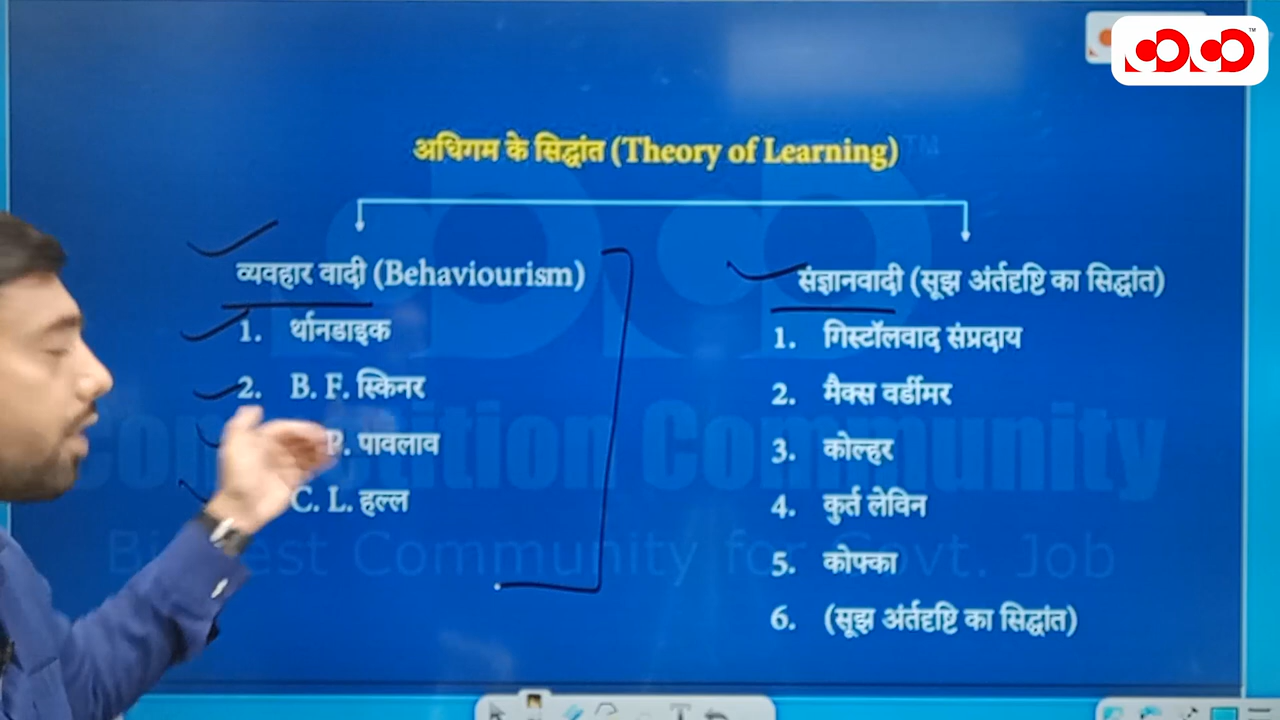 अधिगम के सिद्धांत (Theory of Learning)
व्यवहार वादी (Behaviourism)
1. र्थानडाइक
2. B. F. स्किनर
P. पावलाव
C. L. हल्ल
संज्ञानवादी (सूझ अंर्तदृष्टि का सिद्धांत)
1. गिस्टॉलवाद संप्रदाय
2. मैक्स वर्डीमर
3. कोल्हर
4. कुर्त लेविन
5. कोफ्का
6. (सूझ अंर्तदृष्टि का सिद्धांत)
Competition Community
Biggest Community for Govt. Job
TM